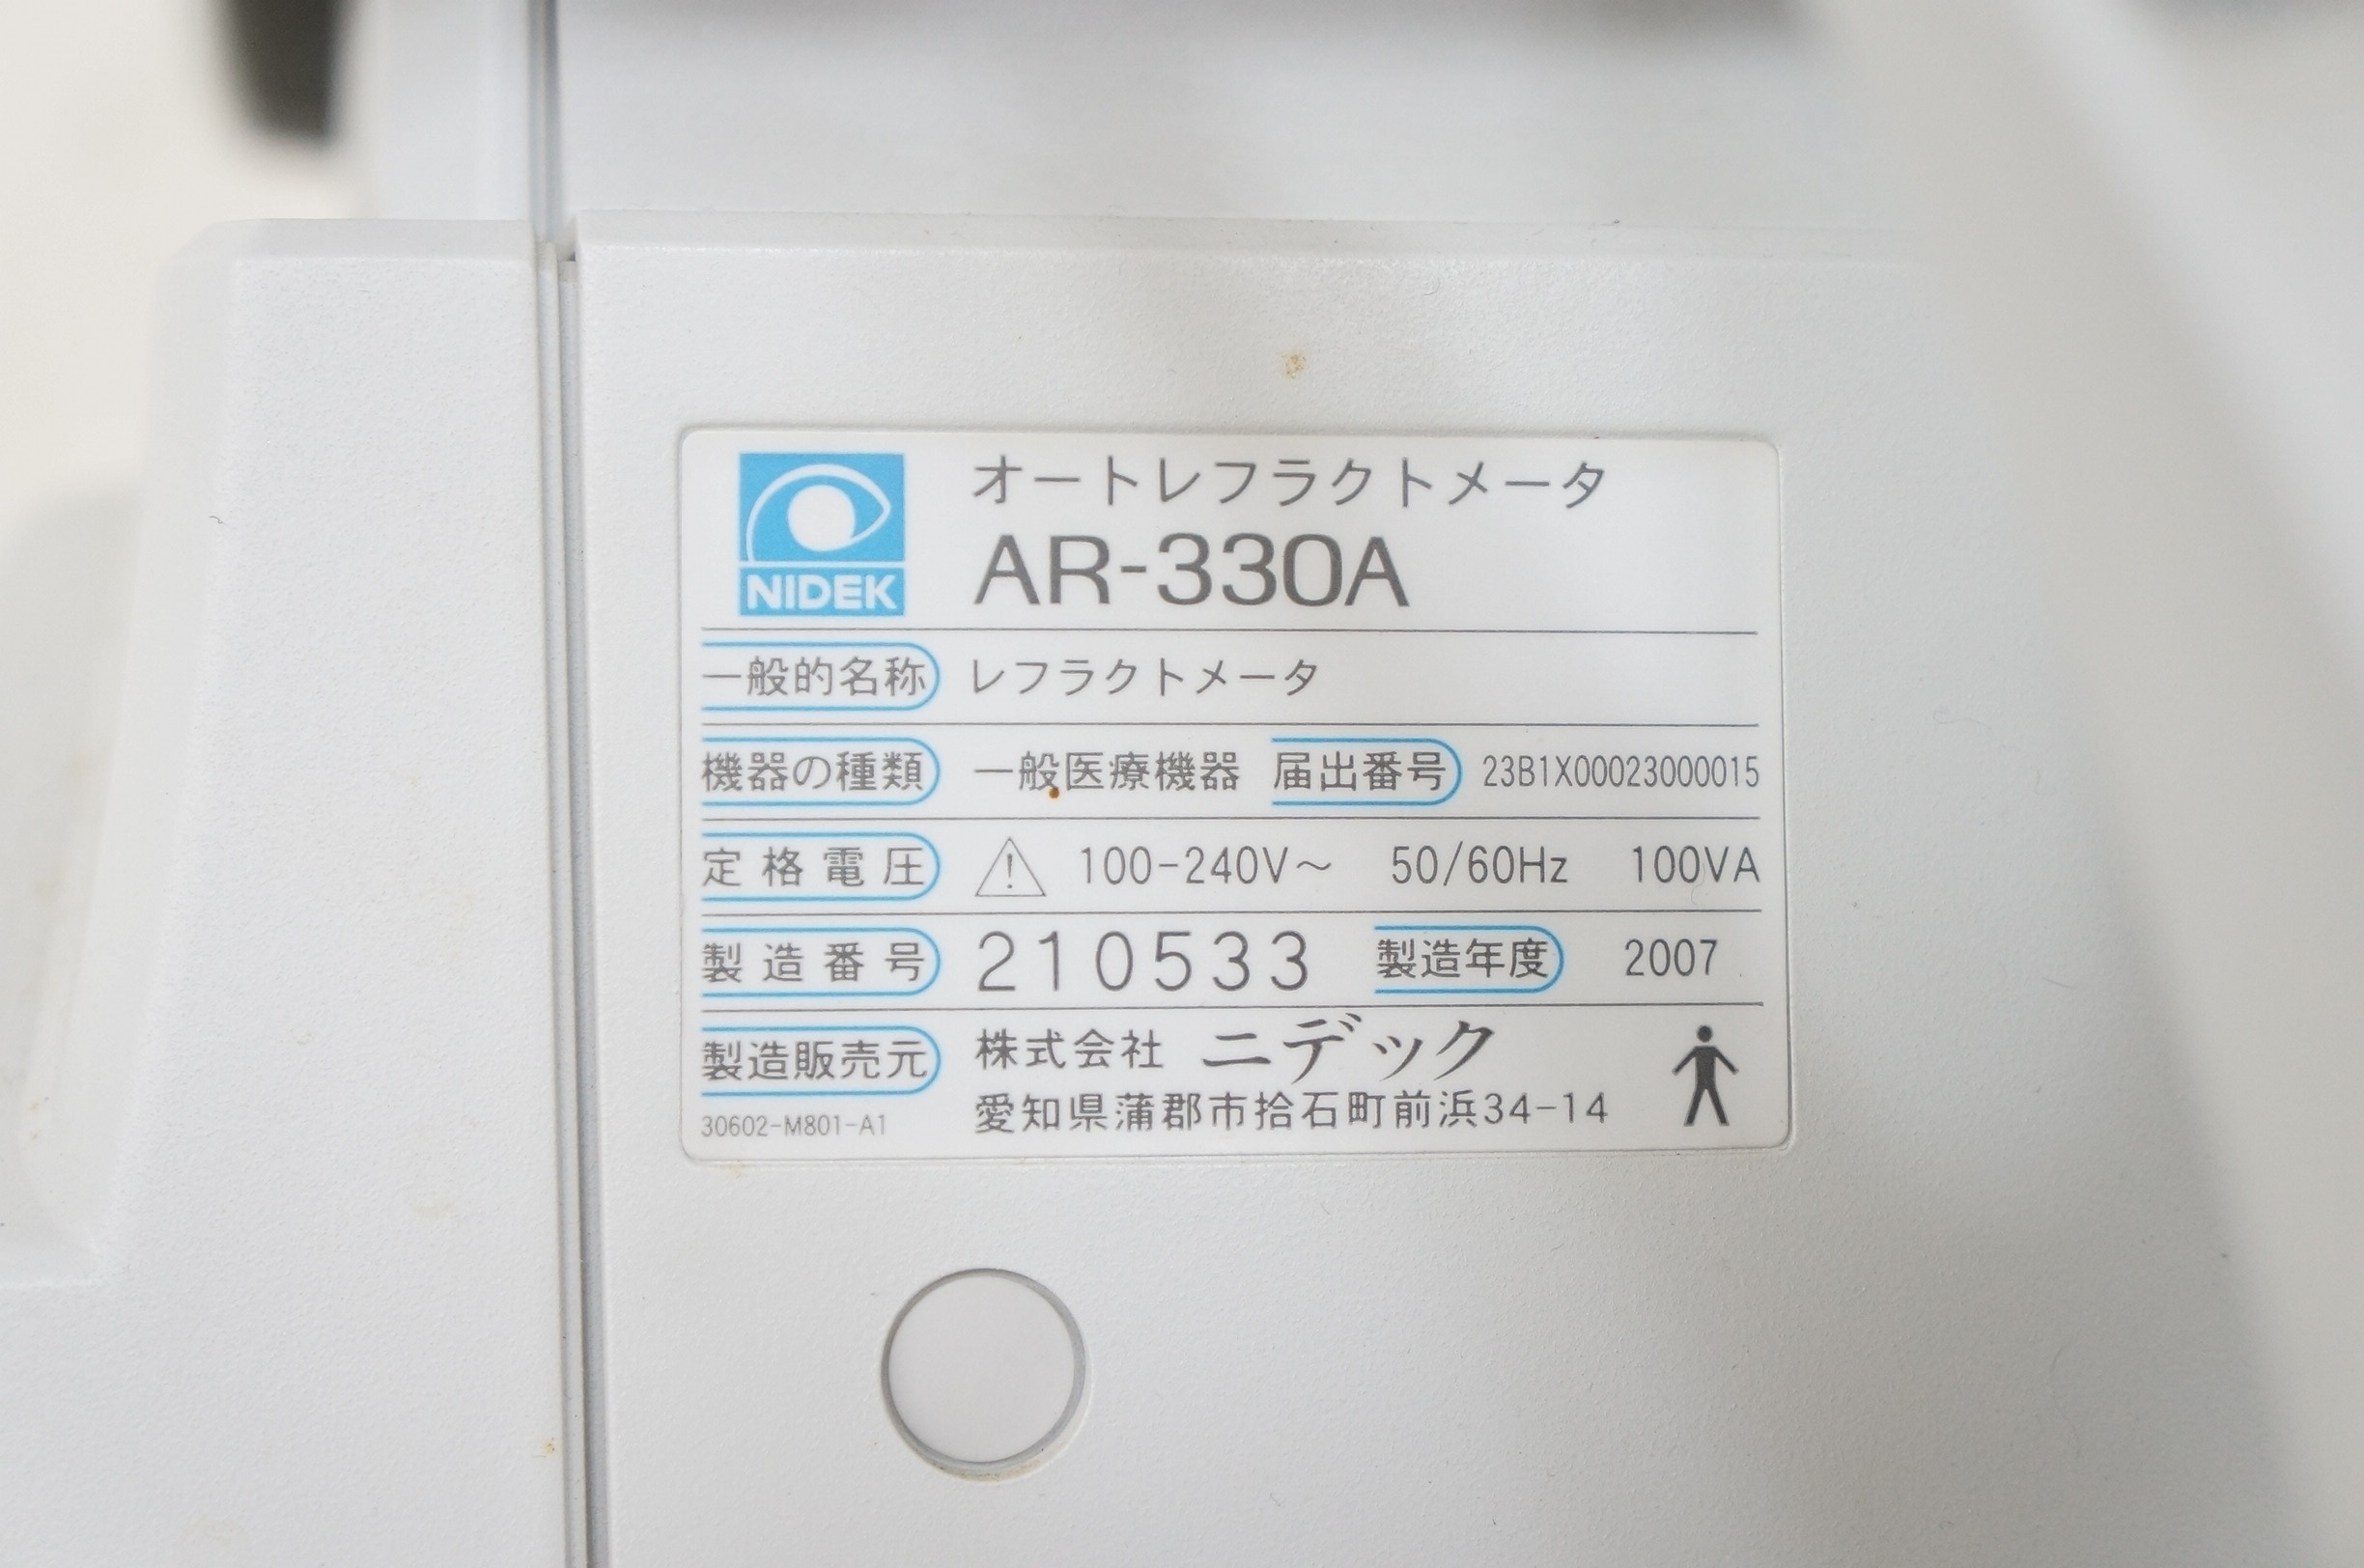 オートレフラクトメータ
NIDEK AR-330A
一般的名称 レフラクトメータ
機器の種類 一般医療機器 届出番号 23B1X00023000015
定格電圧 100-240V～ 50/60Hz 100VA
製造番号 210533 製造年度 2007
製造販売元 株式会社 ニデック
愛知県蒲郡市拾石町前浜34-14
30602-M801-A1